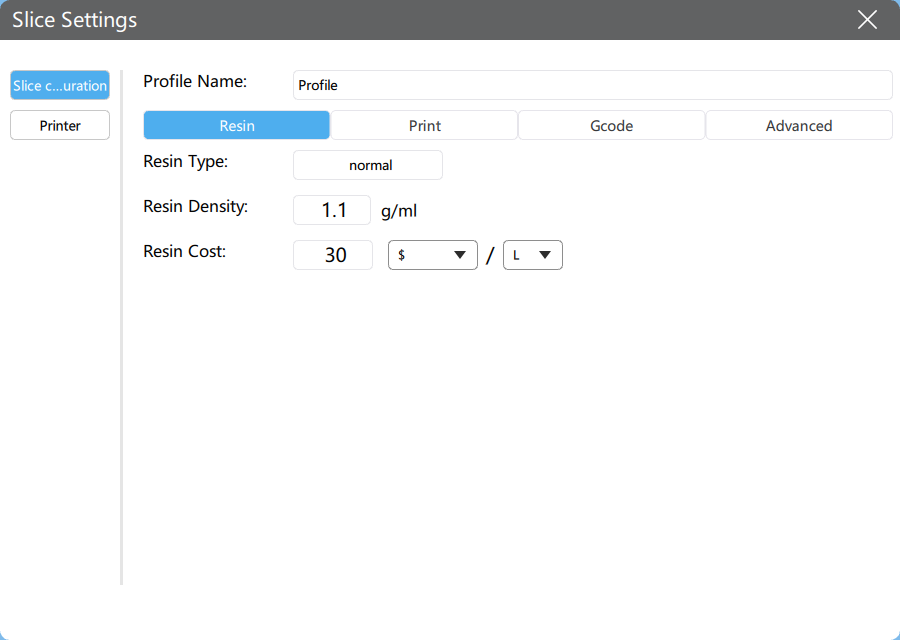 Slice Settings
Slice c...uration
Printer
Profile Name: Profile
Resin Print Gcode Advanced
Resin Type: normal
Resin Density: 1.1 g/ml
Resin Cost: 30 $ / L